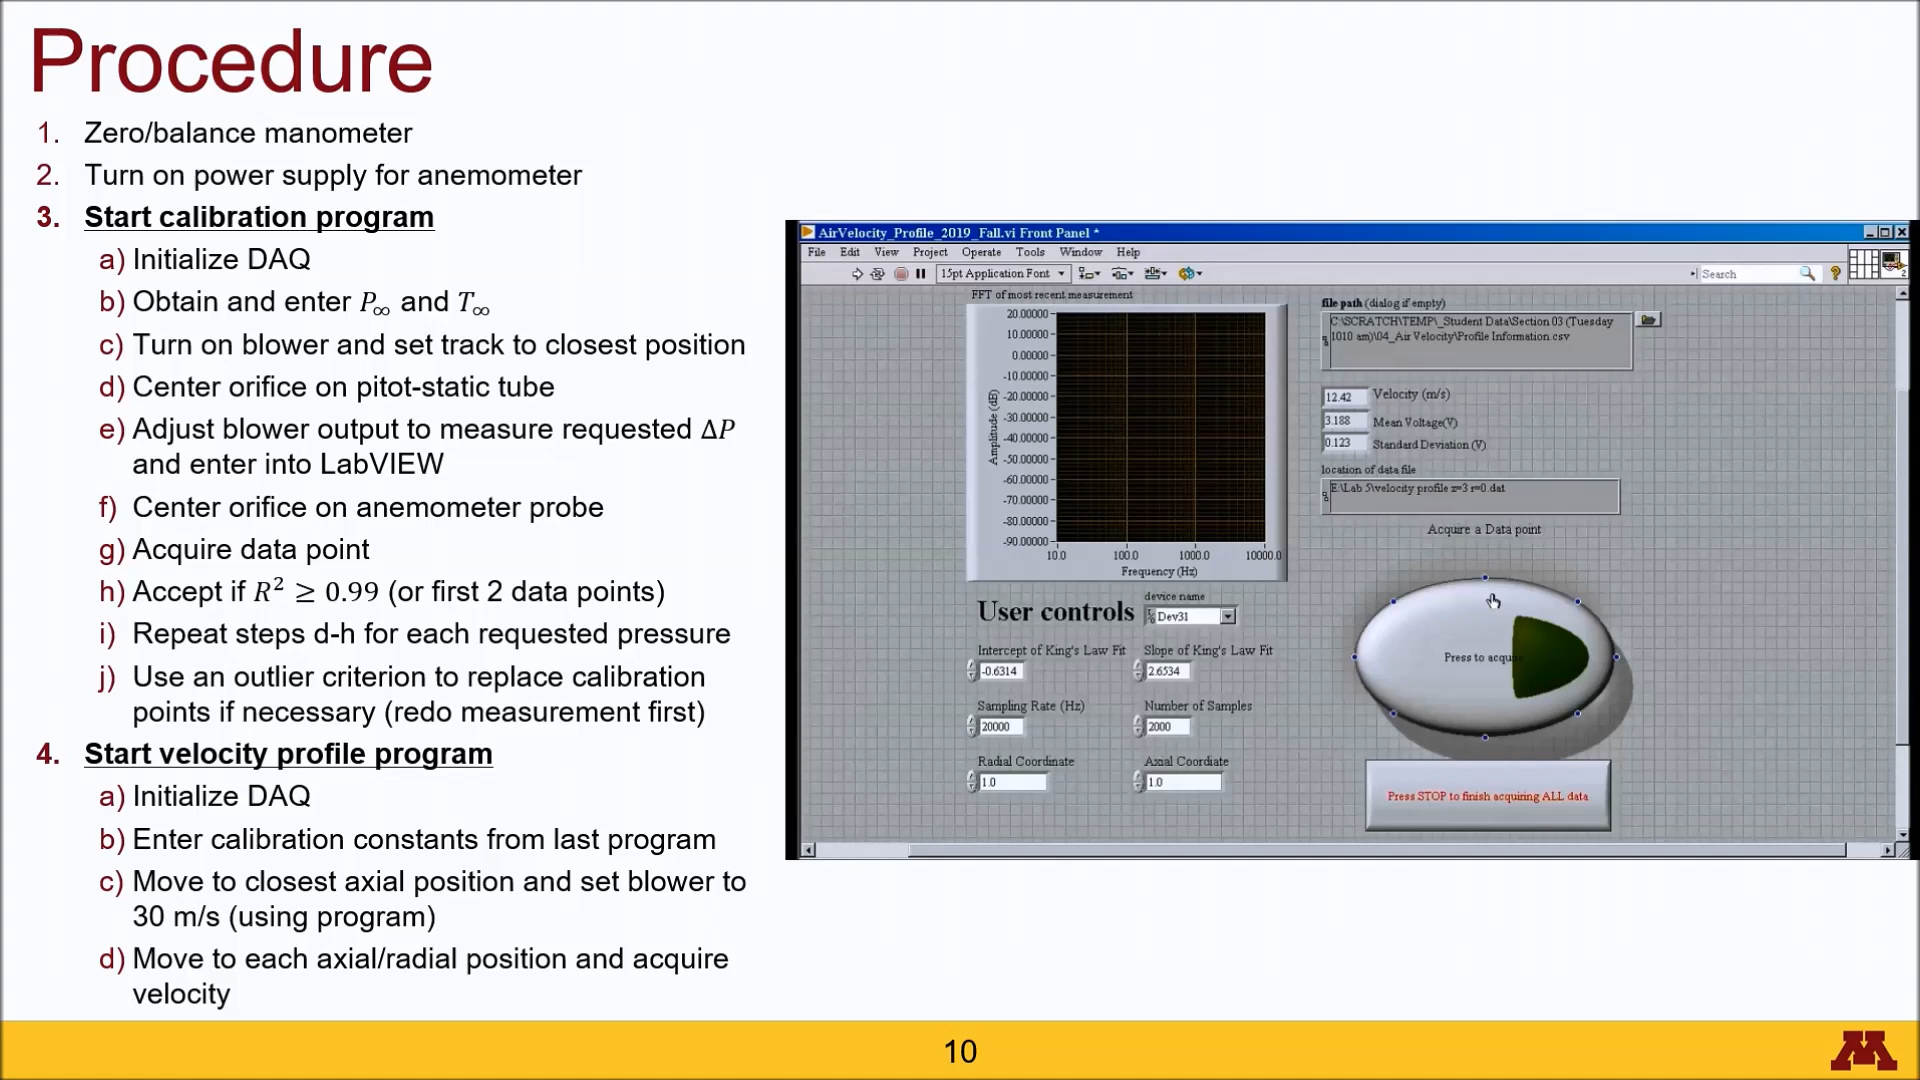 Procedure
1. Zero/balance manometer
2. Turn on power supply for anemometer
3. Start calibration program
a) Initialize DAQ
b) Obtain and enter P∞ and T∞
c) Turn on blower and set track to closest position
d) Center orifice on pitot-static tube
e) Adjust blower output to measure requested ΔP
and enter into LabVIEW
f) Center orifice on anemometer probe
g) Acquire data point
h) Accept if R² ≥ 0.99 (or first 2 data points)
i) Repeat steps d-h for each requested pressure
j) Use an outlier criterion to replace calibration
points if necessary (redo measurement first)
4. Start velocity profile program
a) Initialize DAQ
b) Enter calibration constants from last program
c) Move to closest axial position and set blower to
30 m/s (using program)
d) Move to each axial/radial position and acquire
velocity
AirVelocity_Profile_2019_Fall.vi Front Panel *
File Edit View Project Operate Tools Window Help
15pt Application Font
Search
?
2
FFT of most recent measurement
20.00000
10.00000
0.00000
-10.00000
-20.00000
-30.00000
-40.00000
-50.00000
-60.00000
-70.00000
-80.00000
-90.00000
Amplitude (dB)
10.0 100.0 1000.0 10000.0
Frequency (Hz)
file path (dialog if empty)
C:\SCRATCH\TEMP\_Student Data\Section 03 (Tuesday
1010 am)\04_Air Velocity\Profile Information.csv
12.42 Velocity (m/s)
3.188 Mean Voltage(V)
0.123 Standard Deviation (V)
location of data file
E:\Lab 5\velocity profile z=3 r=0.dat
Acquire a Data point
Press to acqui
Press STOP to finish acquiring ALL data
User controls
device name
Dev31
Intercept of King's Law Fit Slope of King's Law Fit
-0.6314 2.6534
Sampling Rate (Hz) Number of Samples
20000 2000
Radial Coordinate Axial Coordiate
1.0 1.0
10
M